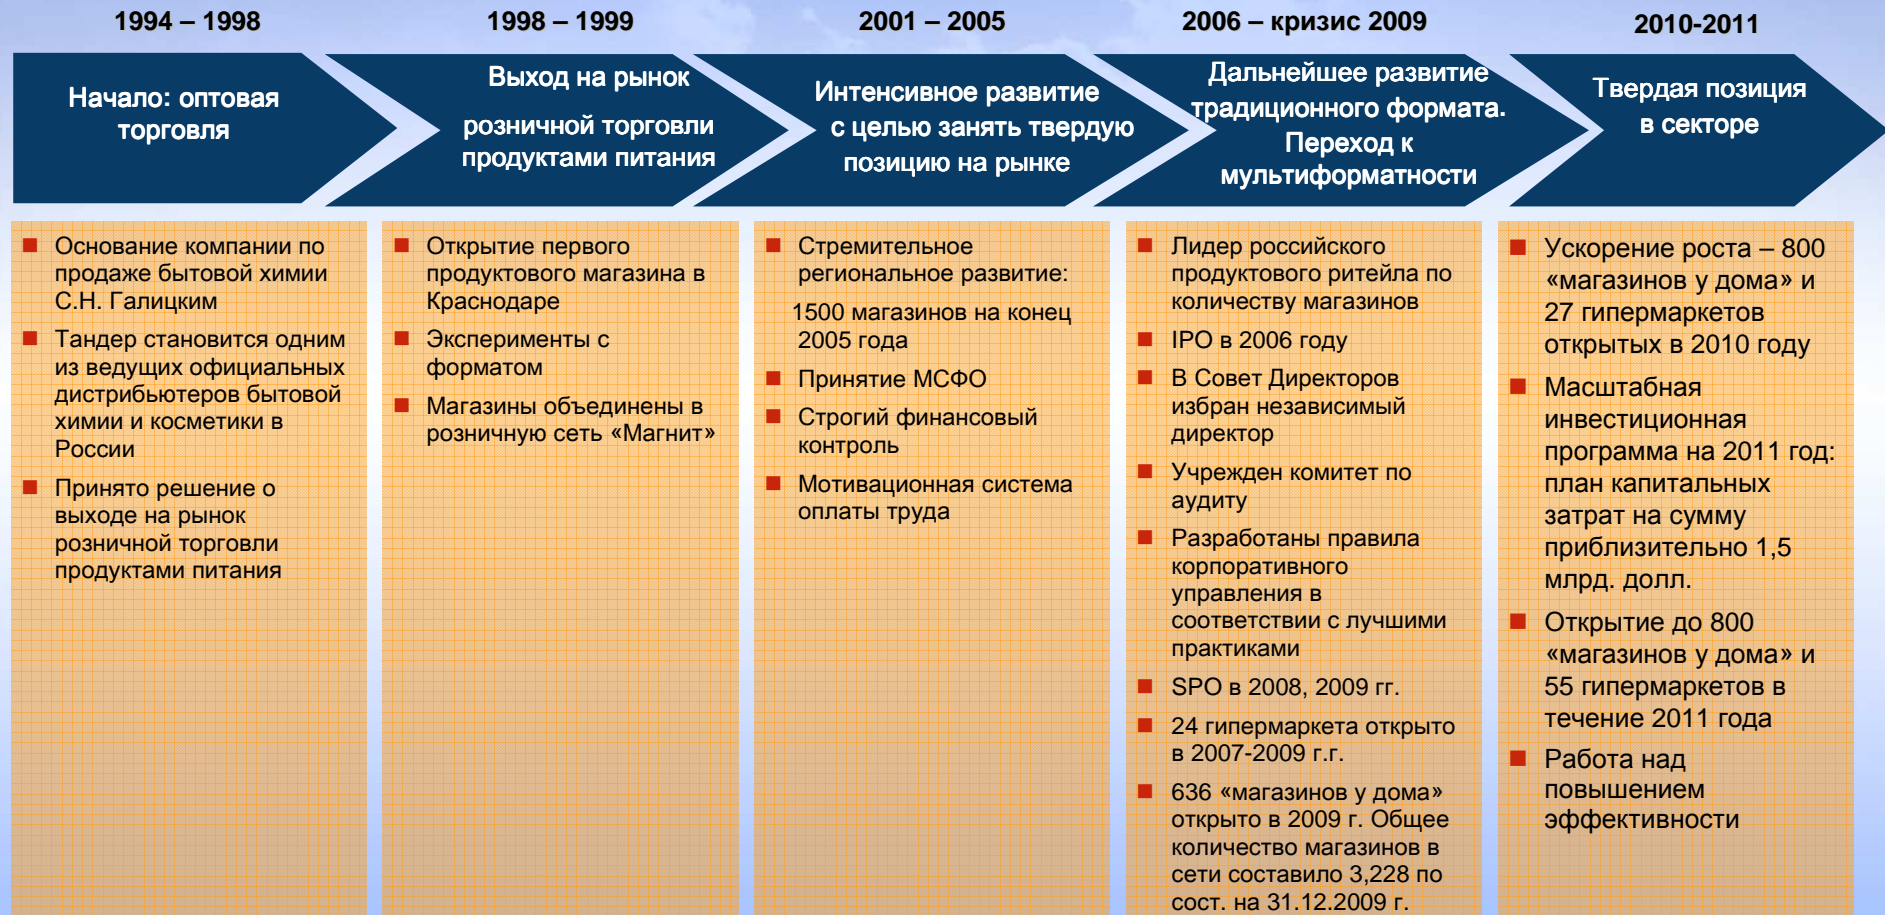 1994 – 1998
1998 – 1999
2001 – 2005
2006 – кризис 2009
2010-2011
Начало: оптовая
торговля
Выход на рынок
розничной торговли
продуктами питания
Интенсивное развитие
с целью занять твердую
позицию на рынке
Дальнейшее развитие
традиционного формата.
Переход к
мультиформатности
Твердая позиция
в секторе
Основание компании по
продаже бытовой химии
С.Н. Галицким
Тандер становится одним
из ведущих официальных
дистрибьютеров бытовой
химии и косметики в
России
Принято решение о
выходе на рынок
розничной торговли
продуктами питания
Открытие первого
продуктового магазина в
Краснодаре
Эксперименты с
форматом
Магазины объединены в
розничную сеть «Магнит»
Стремительное
региональное развитие:
1500 магазинов на конец
2005 года
Принятие МСФО
Строгий финансовый
контроль
Мотивационная система
оплаты труда
Лидер российского
продуктового ритейла по
количеству магазинов
IPO в 2006 году
В Совет Директоров
избран независимый
директор
Учрежден комитет по
аудиту
Разработаны правила
корпоративного
управления в
соответствии с лучшими
практиками
SPO в 2008, 2009 гг.
24 гипермаркета открыто
в 2007-2009 г.г.
636 «магазинов у дома»
открыто в 2009 г. Общее
количество магазинов в
сети составило 3,228 по
сост. на 31.12.2009 г.
Ускорение роста – 800
«магазинов у дома» и
27 гипермаркетов
открытых в 2010 году
Масштабная
инвестиционная
программа на 2011 год:
план капитальных
затрат на сумму
приблизительно 1,5
млрд. долл.
Открытие до 800
«магазинов у дома» и
55 гипермаркетов в
течение 2011 года
Работа над
повышением
эффективности